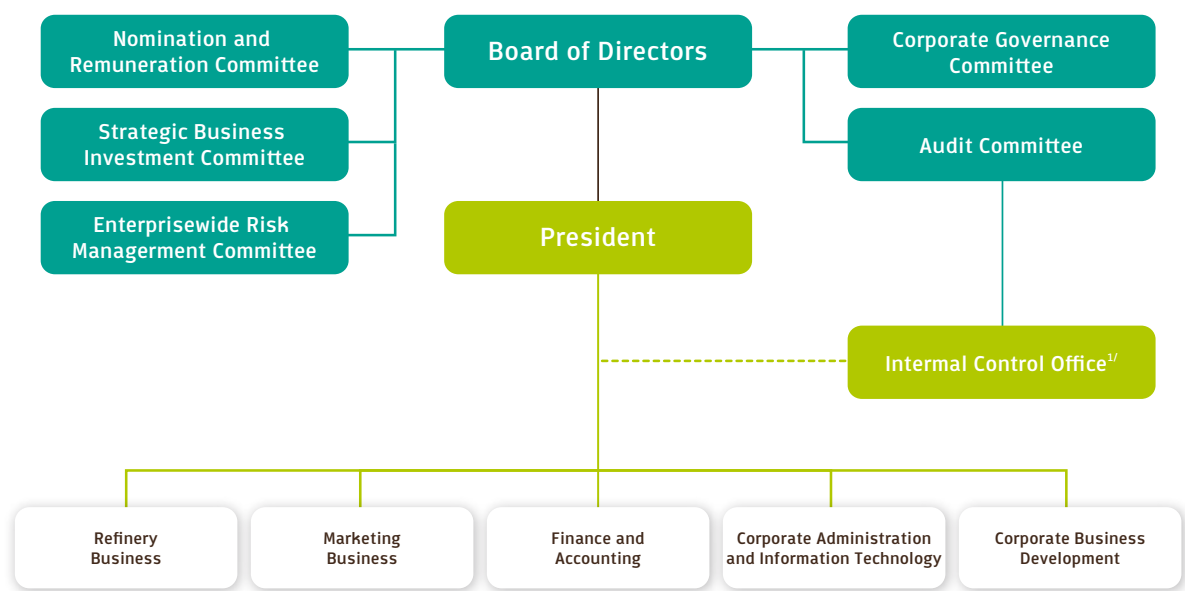 Nomination and
Remuneration Committee
Board of Directors
Corporate Governance
Committee
Strategic Business
Investment Committee
Audit Committee
Enterprisewide Risk
Managerment Committee
President
Intermal Control Office1/
Refinery
Business
Marketing
Business
Finance and
Accounting
Corporate Administration
and Information Technology
Corporate Business
Development